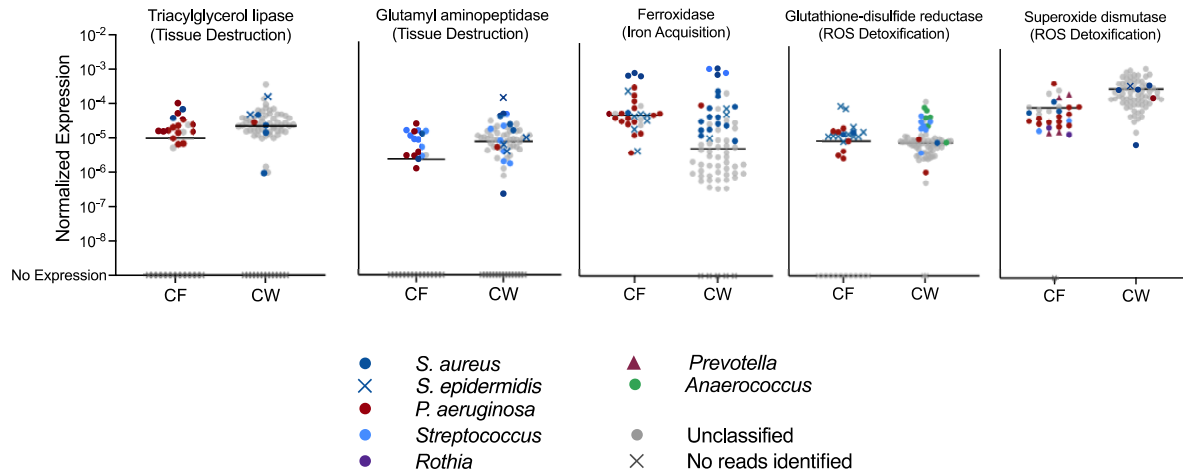 Triacylglycerol lipase
(Tissue Destruction)
Glutamyl aminopeptidase
(Tissue Destruction)
Ferroxidase
(Iron Acquisition)
Glutathione-disulfide reductase
(ROS Detoxification)
Superoxide dismutase
(ROS Detoxification)
Normalized Expression
10-2
10-3
10-4
10-5
10-6
10-7
10-8
No Expression
CF CW
CF CW
CF CW
CF CW
CF CW
S. aureus
S. epidermidis
P. aeruginosa
Streptococcus
Rothia
Prevotella
Anaerococcus
Unclassified
No reads identified